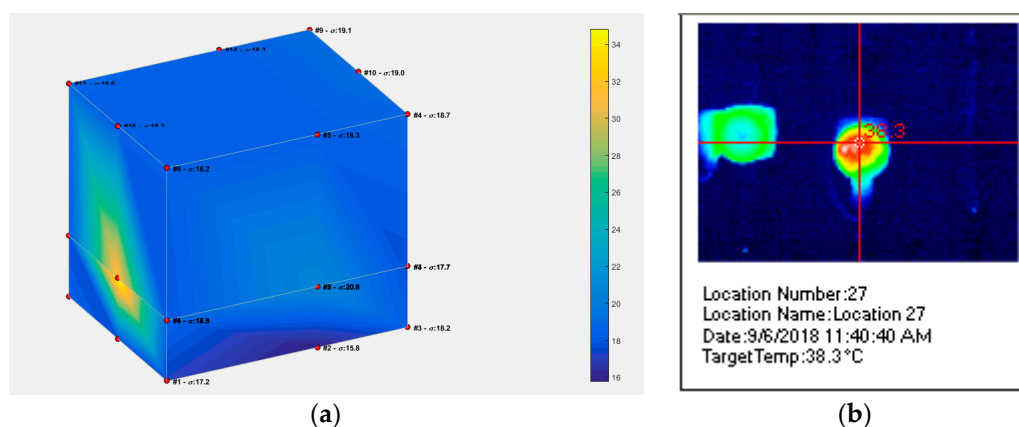 #9 - σ:19.1
#10 - σ:19.0
#4 - σ:18.7
#5 - σ:18.3
#6 - σ:18.2
#8 - σ:17.7
#8 - σ:20.8
#3 - σ:18.2
#2 - σ:15.8
#1 - σ:17.2
34
32
30
28
26
24
22
20
18
16
(a)
38.3
Location Number:27
Location Name:Location 27
Date:9/6/2018 11:40:40 AM
TargetTemp:38.3°C
(b)